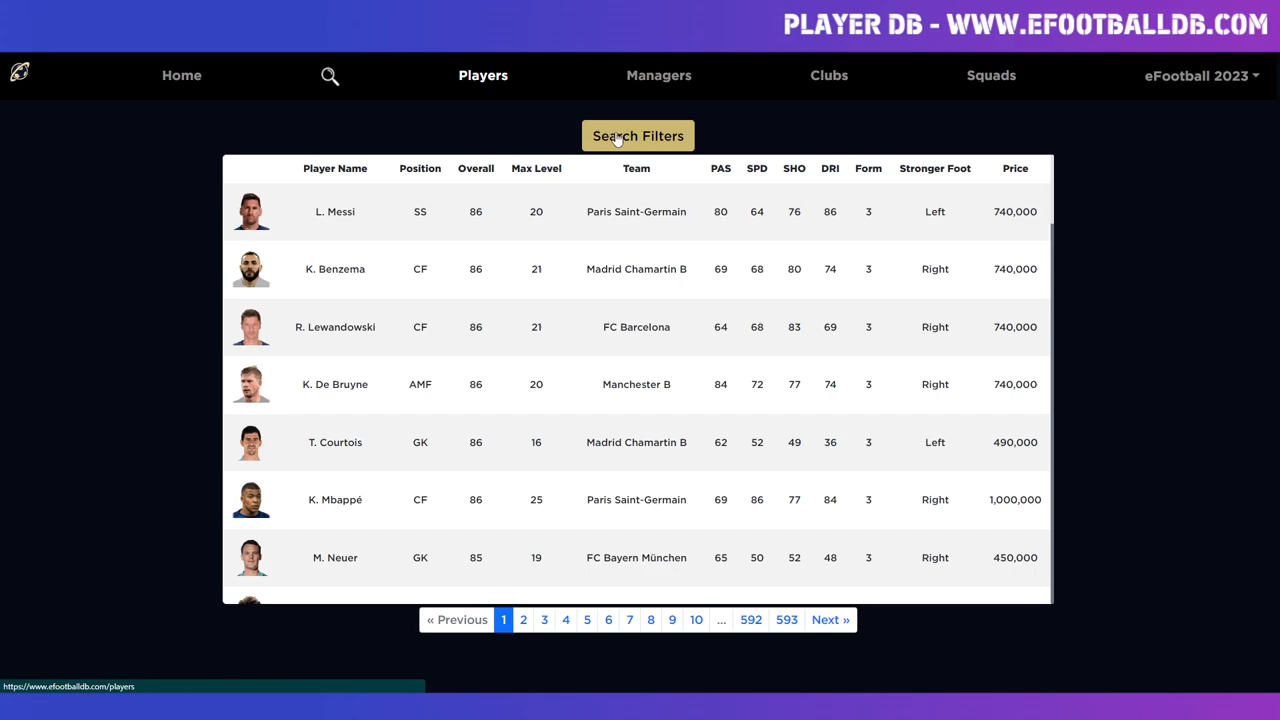 PLAYER DB - WWW.EFOOTBALLDB.COM
Home Players Managers Clubs Squads eFootball 2023
Search Filters
Player Name Position Overall Max Level Team PAS SPD SHO DRI Form Stronger Foot Price
L. Messi SS 86 20 Paris Saint-Germain 80 64 76 86 3 Left 740,000
K. Benzema CF 86 21 Madrid Chamartin B 69 68 80 74 3 Right 740,000
R. Lewandowski CF 86 21 FC Barcelona 64 68 83 69 3 Right 740,000
K. De Bruyne AMF 86 20 Manchester B 84 72 77 74 3 Right 740,000
T. Courtois GK 86 16 Madrid Chamartin B 62 52 49 36 3 Left 490,000
K. Mbappé CF 86 25 Paris Saint-Germain 69 86 77 84 3 Right 1,000,000
M. Neuer GK 85 19 FC Bayern München 65 50 52 48 3 Right 450,000
« Previous 1 2 3 4 5 6 7 8 9 10 ... 592 593 Next »
https://www.efootballdb.com/players